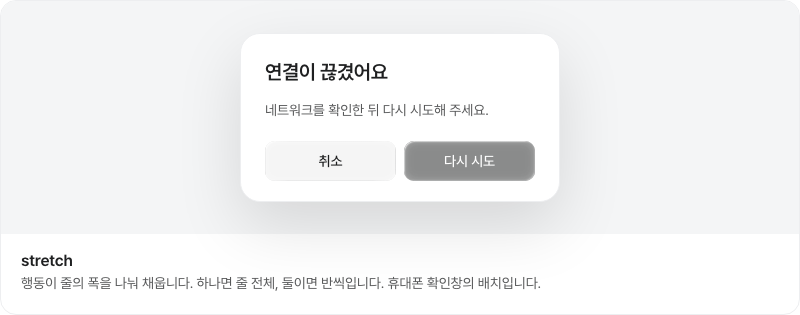 연결이 끊겼어요
네트워크를 확인한 뒤 다시 시도해 주세요.
취소
다시 시도
stretch
행동이 줄의 폭을 나눠 채웁니다. 하나면 줄 전체, 둘이면 반씩입니다. 휴대폰 확인창의 배치입니다.